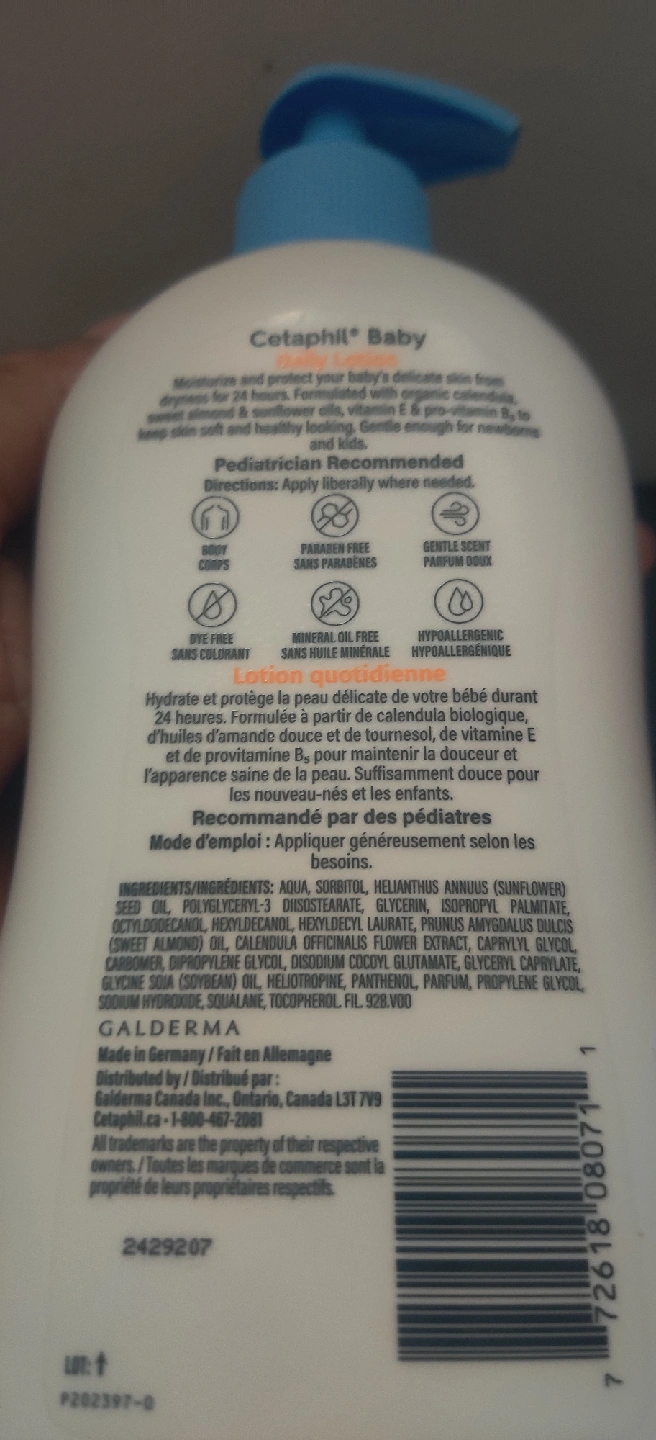 Cetaphil® Baby
Daily Lotion
Moisturize and protect your baby's delicate skin from
dryness for 24 hours. Formulated with organic calendula,
sweet almond & sunflower oils, vitamin E & pro-vitamin B₅ to
keep skin soft and healthy looking. Gentle enough for newborns
and kids.
Pediatrician Recommended
Directions: Apply liberally where needed.
BODY
CORPS
PARABEN FREE
SANS PARABÈNES
GENTLE SCENT
PARFUM DOUX
DYE FREE
SANS COLORANT
MINERAL OIL FREE
SANS HUILE MINÉRALE
HYPOALLERGENIC
HYPOALLERGÉNIQUE
Lotion quotidienne
Hydrate et protège la peau délicate de votre bébé durant
24 heures. Formulée à partir de calendula biologique,
d'huiles d'amande douce et de tournesol, de vitamine E
et de provitamine B₅ pour maintenir la douceur et
l'apparence saine de la peau. Suffisamment douce pour
les nouveau-nés et les enfants.
Recommandé par des pédiatres
Mode d'emploi : Appliquer généreusement selon les
besoins.
INGREDIENTS/INGRÉDIENTS: AQUA, SORBITOL, HELIANTHUS ANNUUS (SUNFLOWER)
SEED OIL, POLYGLYCERYL-3 DIISOSTEARATE, GLYCERIN, ISOPROPYL PALMITATE,
OCTYLDODECANOL, HEXYLDECANOL, HEXYLDECYL LAURATE, PRUNUS AMYGDALUS DULCIS
(SWEET ALMOND) OIL, CALENDULA OFFICINALIS FLOWER EXTRACT, CAPRYLYL GLYCOL,
CARBOMER, DIPROPYLENE GLYCOL, DISODIUM COCOYL GLUTAMATE, GLYCERYL CAPRYLATE,
GLYCINE SOJA (SOYBEAN) OIL, HELIOTROPINE, PANTHENOL, PARFUM, PROPYLENE GLYCOL,
SODIUM HYDROXIDE, SQUALANE, TOCOPHEROL. FIL. 928.V00
GALDERMA
Made in Germany / Fait en Allemagne
Distributed by / Distribué par :
Galderma Canada Inc., Ontario, Canada L3T 7V9
Cetaphil.ca • 1-800-467-2081
All trademarks are the property of their respective
owners. / Toutes les marques de commerce sont la
propriété de leurs propriétaires respectifs.
7 72618 08071 1
2429207
LOT: ↑
P202397-0